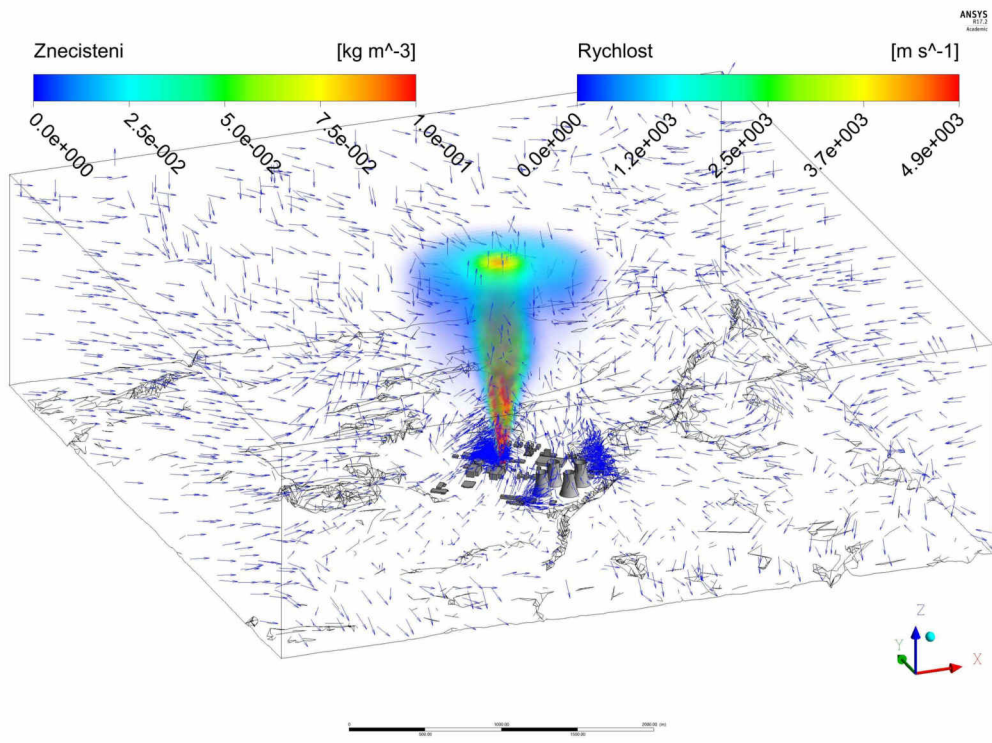 ANSYS
R17.2
Academic
Znecisteni [kg m^-3]
Rychlost [m s^-1]
0.0e+000
2.5e-002
5.0e-002
7.5e-002
1.0e-001
0.0e+000
1.2e+003
2.5e+003
3.7e+003
4.9e+003
Z
Y
X
0
1000.00
2000.00 (m)
500.00
1500.00